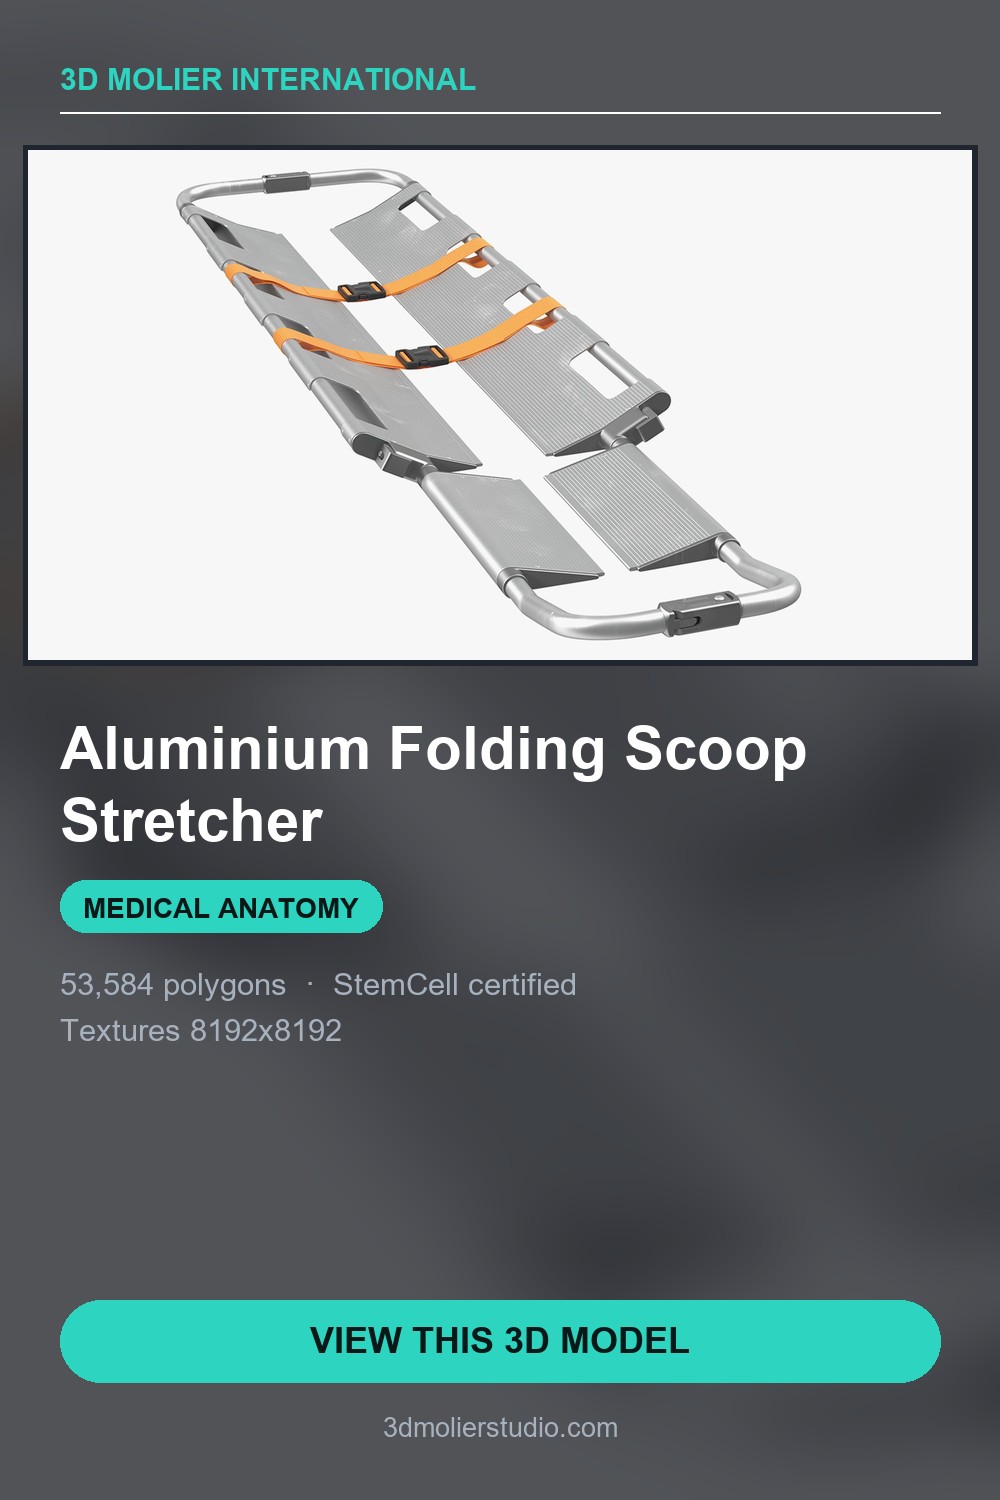 3D MOLIER INTERNATIONAL
Aluminium Folding Scoop
Stretcher
MEDICAL ANATOMY
53,584 polygons · StemCell certified
Textures 8192x8192
VIEW THIS 3D MODEL
3dmolierstudio.com